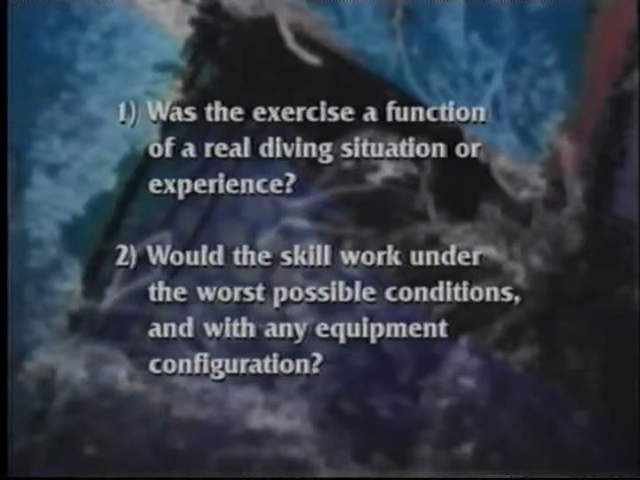 1) Was the exercise a function
of a real diving situation or
experience?
2) Would the skill work under
the worst possible conditions,
and with any equipment
configuration?